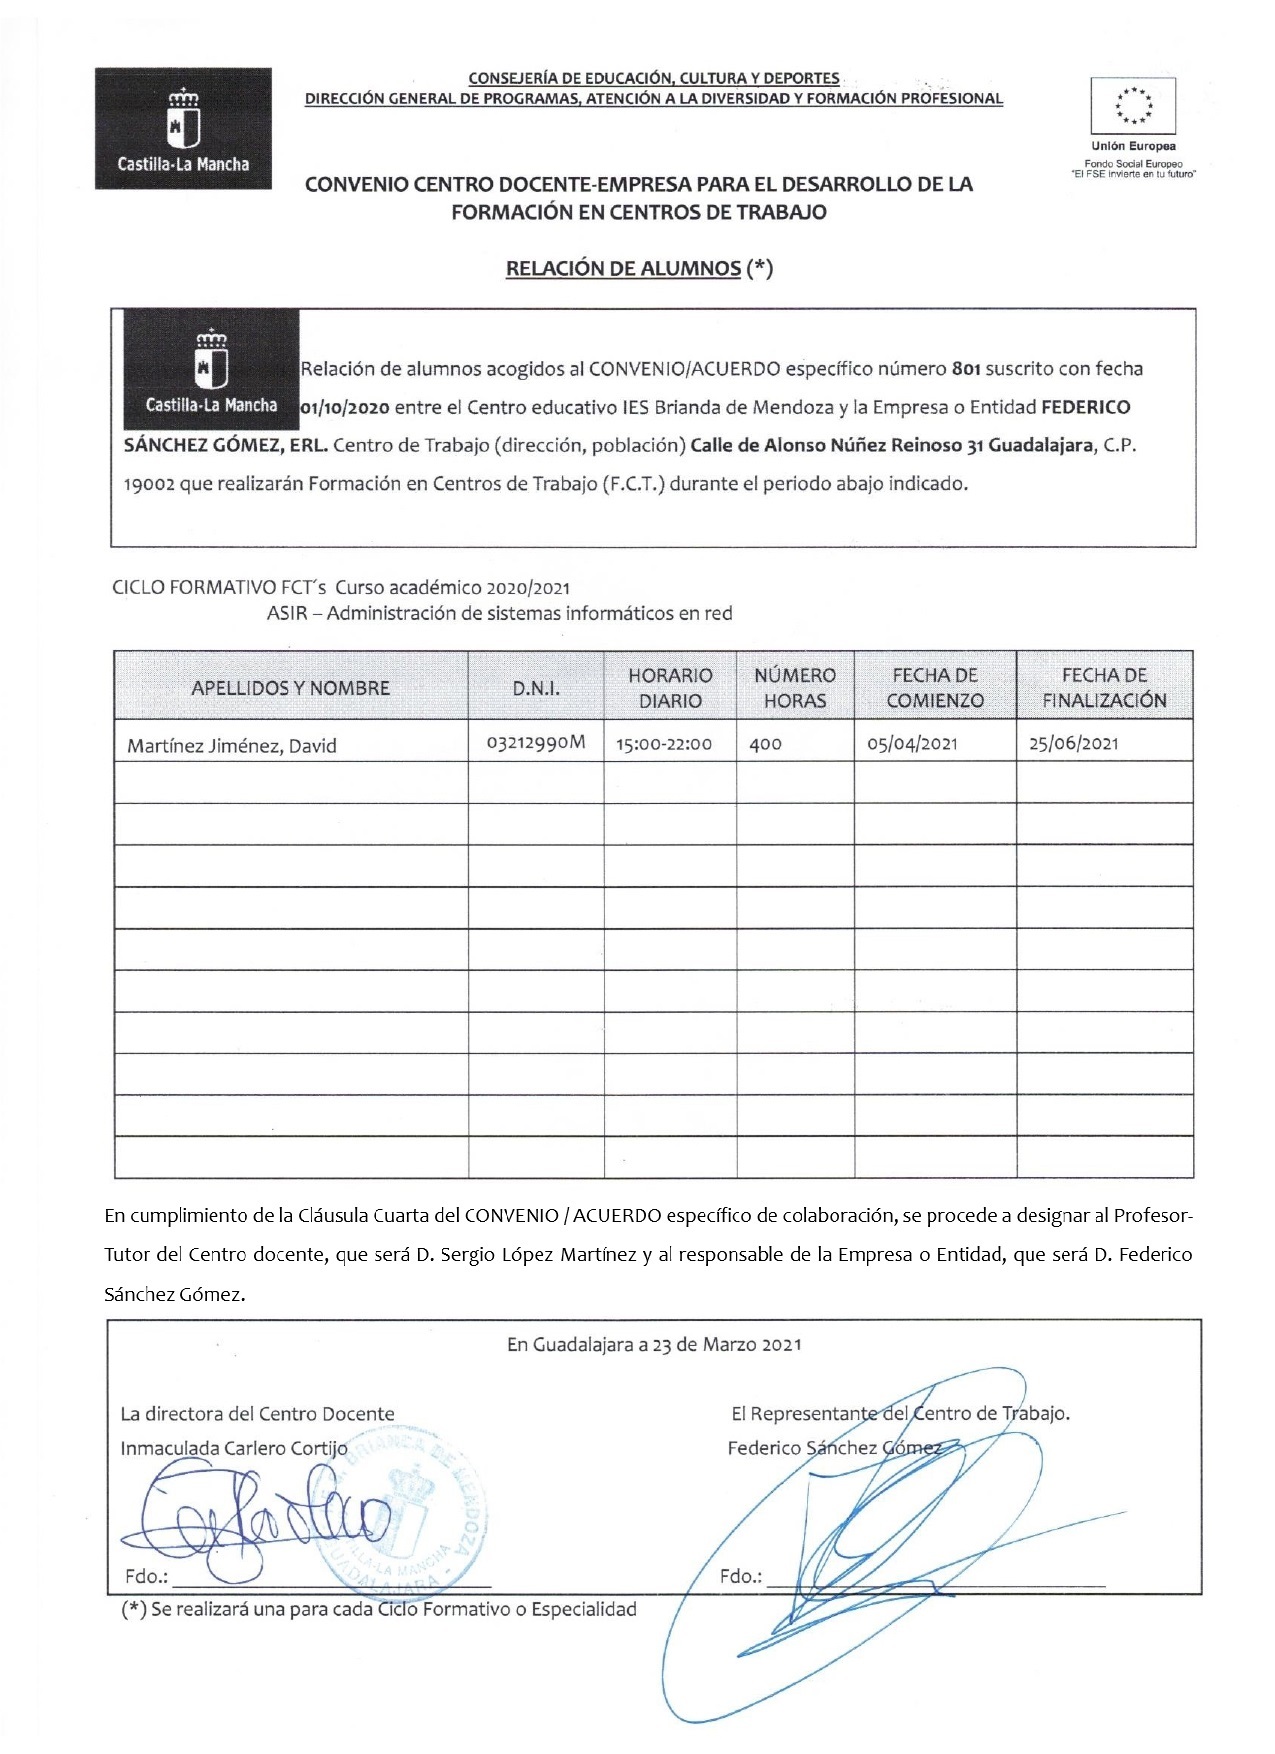 CONSEJERÍA DE EDUCACIÓN, CULTURA Y DEPORTES
DIRECCIÓN GENERAL DE PROGRAMAS, ATENCIÓN A LA DIVERSIDAD Y FORMACIÓN PROFESIONAL
Castilla-La Mancha
Unión Europea
Fondo Social Europeo
"El FSE invierte en tu futuro"
CONVENIO CENTRO DOCENTE-EMPRESA PARA EL DESARROLLO DE LA
FORMACIÓN EN CENTROS DE TRABAJO
RELACIÓN DE ALUMNOS (*)
Castilla-La Mancha
Relación de alumnos acogidos al CONVENIO/ACUERDO específico número 801 suscrito con fecha
01/10/2020 entre el Centro educativo IES Brianda de Mendoza y la Empresa o Entidad FEDERICO
SÁNCHEZ GÓMEZ, ERL. Centro de Trabajo (dirección, población) Calle de Alonso Núñez Reinoso 31 Guadalajara, C.P.
19002 que realizarán Formación en Centros de Trabajo (F.C.T.) durante el periodo abajo indicado.
CICLO FORMATIVO FCT´s Curso académico 2020/2021
ASIR – Administración de sistemas informáticos en red
APELLIDOS Y NOMBRE D.N.I. HORARIO DIARIO NÚMERO HORAS FECHA DE COMIENZO FECHA DE FINALIZACIÓN
Martínez Jiménez, David 03212990M 15:00-22:00 400 05/04/2021 25/06/2021
En cumplimiento de la Cláusula Cuarta del CONVENIO / ACUERDO específico de colaboración, se procede a designar al Profesor-
Tutor del Centro docente, que será D. Sergio López Martínez y al responsable de la Empresa o Entidad, que será D. Federico
Sánchez Gómez.
En Guadalajara a 23 de Marzo 2021
La directora del Centro Docente El Representante del Centro de Trabajo.
Inmaculada Carlero Cortijo Federico Sánchez Gómez
BRIANDA DE MENDOZA
GUADALAJARA
Fdo.: Fdo.:
(*) Se realizará una para cada Ciclo Formativo o Especialidad